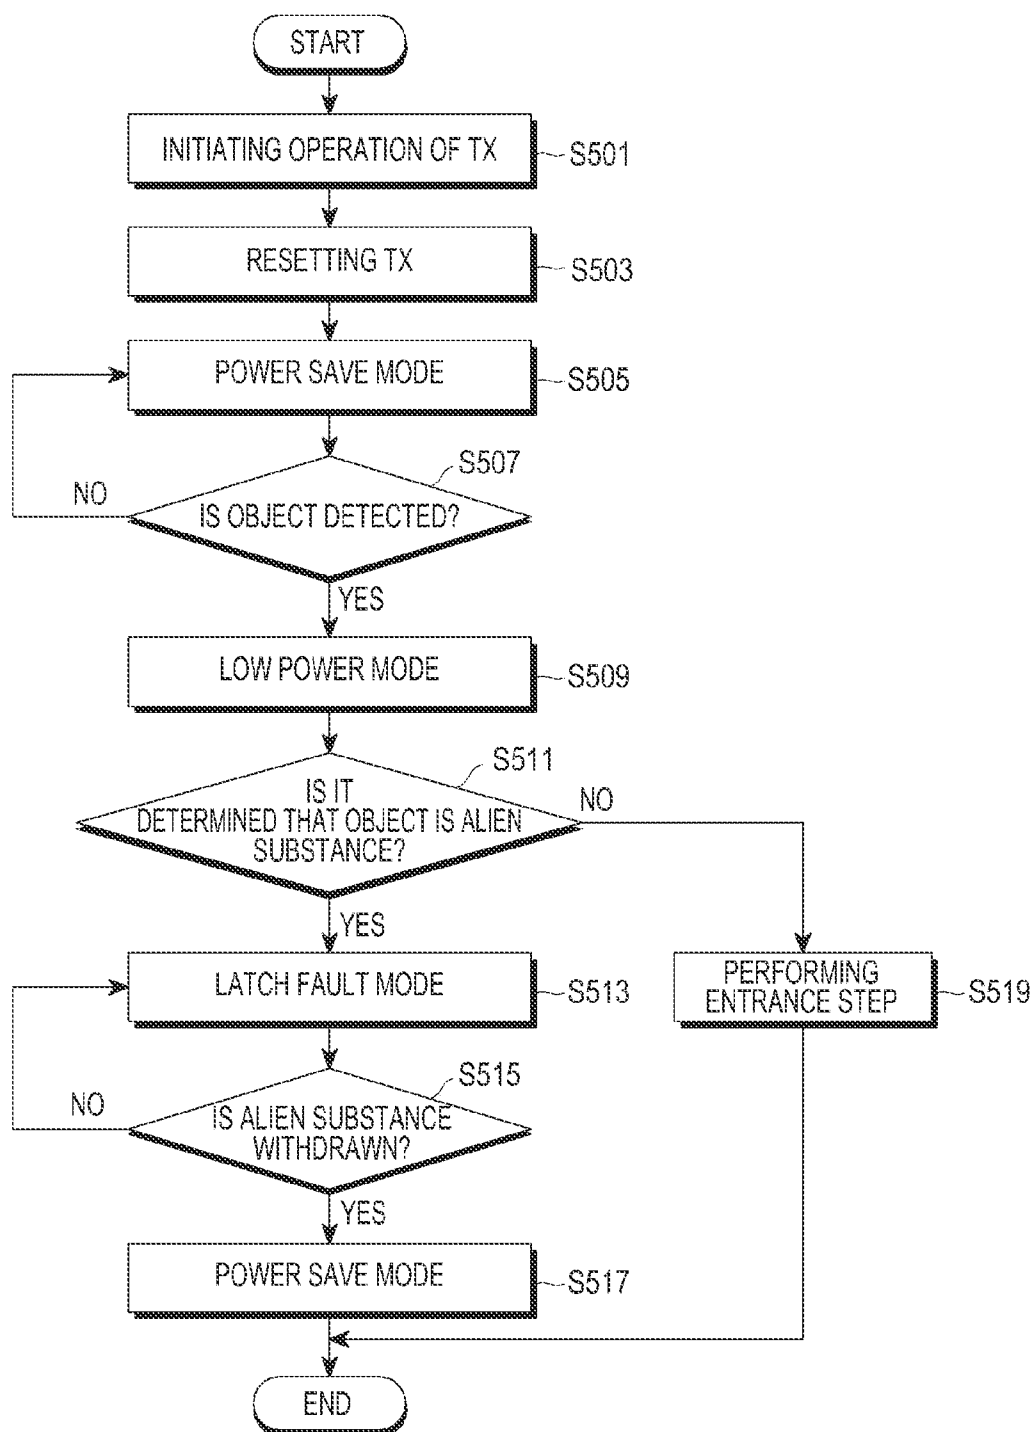 START
INITIATING OPERATION OF TX
S501
RESETTING TX
S503
POWER SAVE MODE
S505
S507
NO
IS OBJECT DETECTED?
YES
LOW POWER MODE
S509
S511
IS IT
DETERMINED THAT OBJECT IS ALIEN
SUBSTANCE?
NO
YES
LATCH FAULT MODE
S513
PERFORMING
ENTRANCE STEP
S519
S515
NO
IS ALIEN SUBSTANCE
WITHDRAWN?
YES
POWER SAVE MODE
S517
END